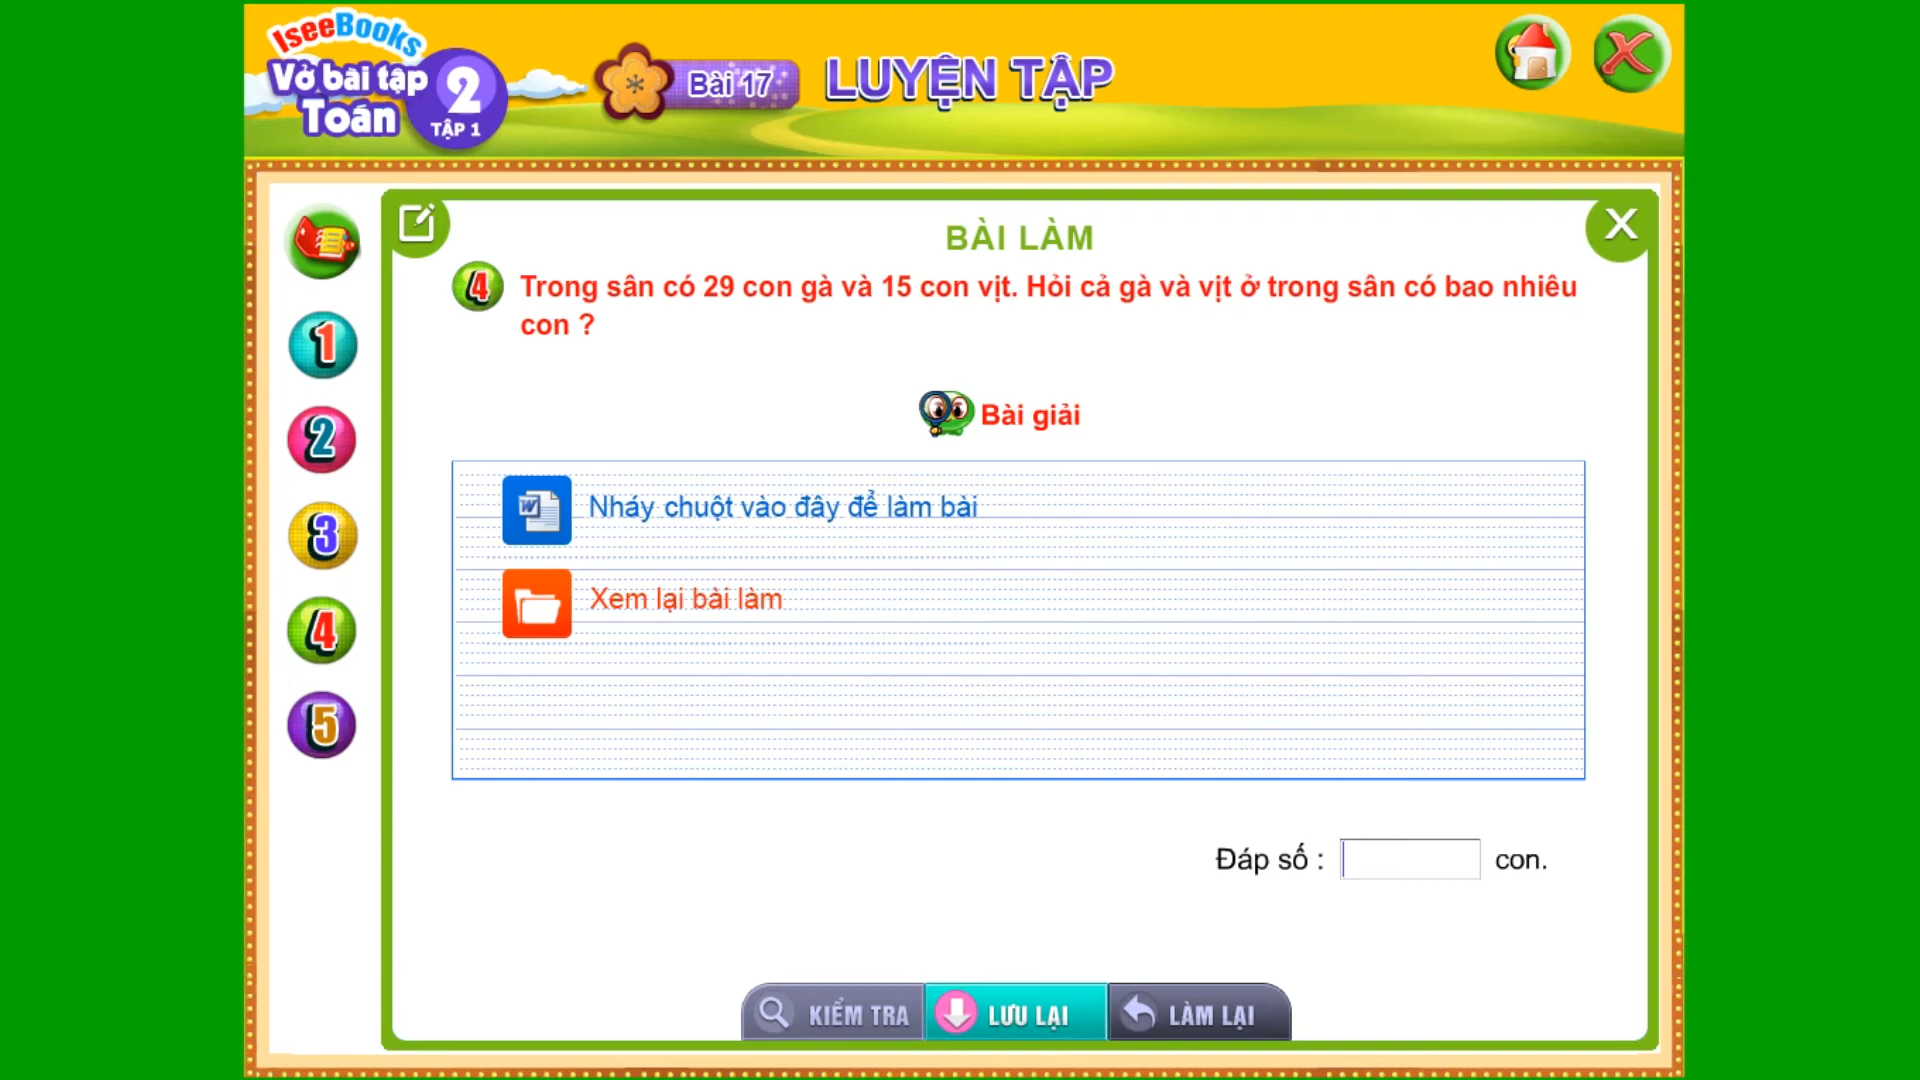 IseeBooks
Vở bài tập
Toán
2
TẬP 1
Bài 17
LUYỆN TẬP
BÀI LÀM
4
Trong sân có 29 con gà và 15 con vịt. Hỏi cả gà và vịt ở trong sân có bao nhiêu
con ?
1
2
3
4
5
Bài giải
W
Nháy chuột vào đây để làm bài
Xem lại bài làm
Đáp số : con.
KIỂM TRA
LƯU LẠI
LÀM LẠI